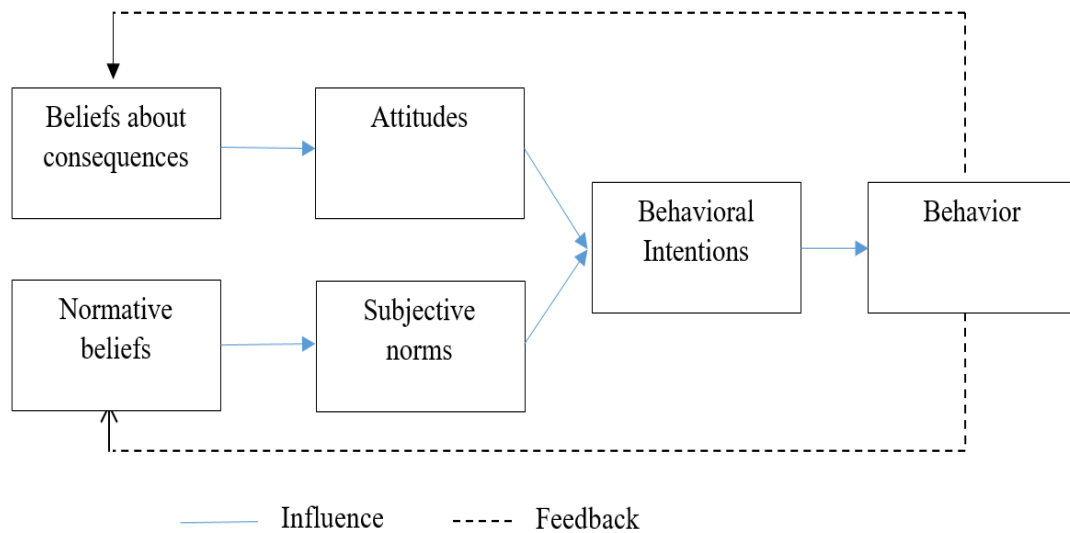 Beliefs about
consequences
Attitudes
Behavioral
Intentions
Behavior
Normative
beliefs
Subjective
norms
Influence
Feedback